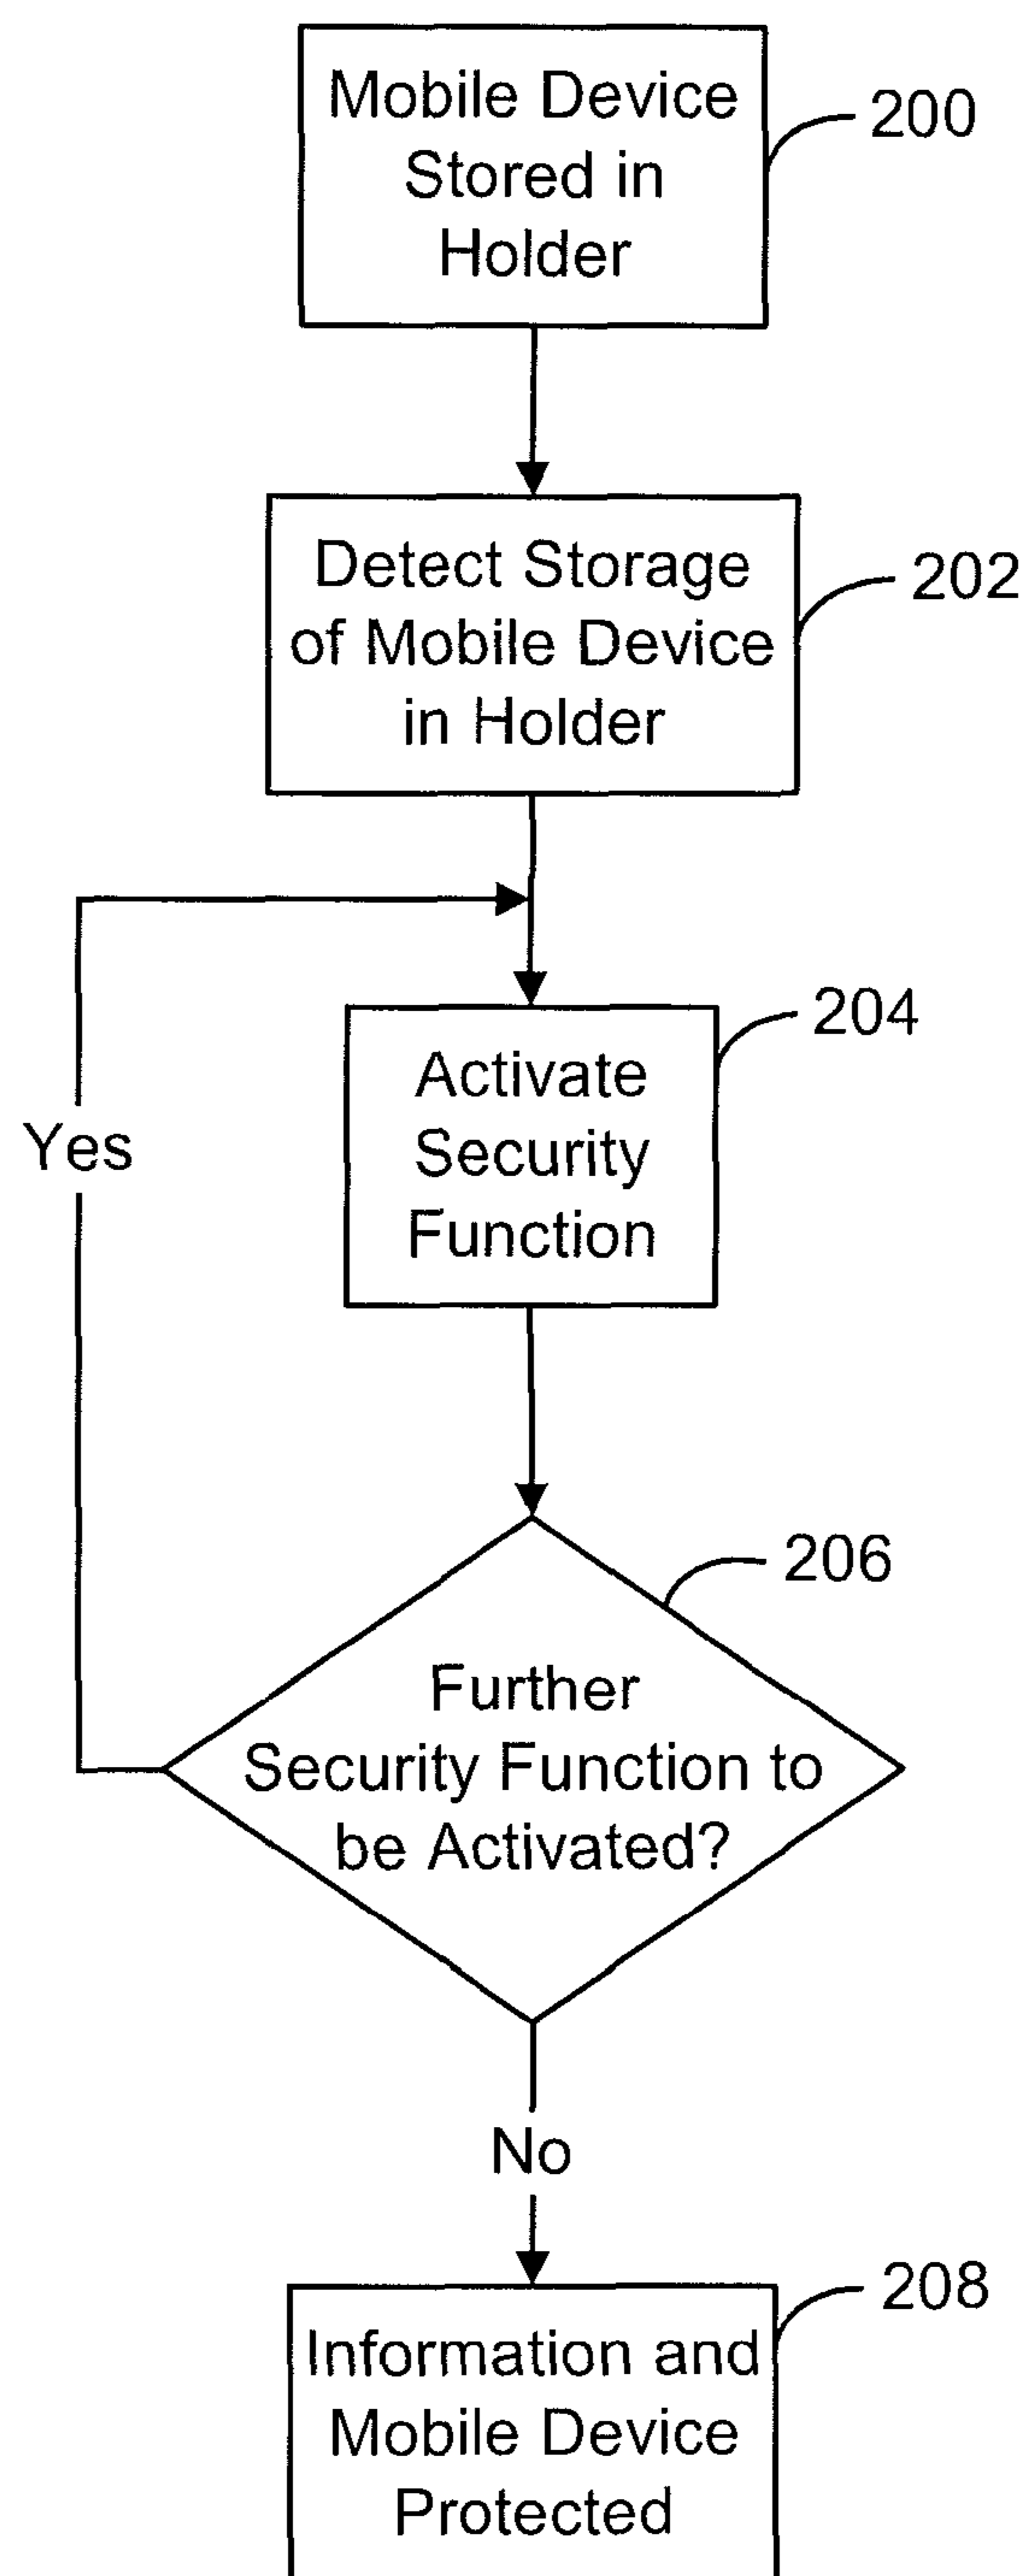 Mobile Device
Stored in
Holder
200
Detect Storage
of Mobile Device
in Holder
202
Activate
Security
Function
204
Yes
Further
Security Function to
be Activated?
206
No
Information and
Mobile Device
Protected
208